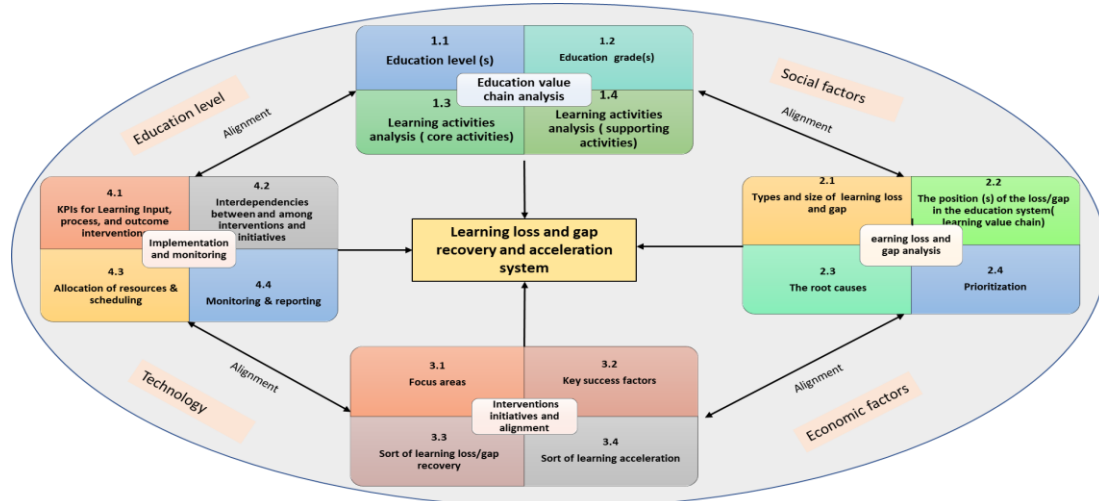 1.1
Education level (s)
1.2
Education grade(s)
Education value
chain analysis
1.3
Learning activities
analysis ( core activities)
1.4
Learning activities
analysis ( supporting
activities)
Education level
Social factors
Alignment
Alignment
4.1
KPIs for Learning Input,
process, and outcome
intervention
4.2
Interdependencies
between and among
interventions and
initiatives
Implementation
and monitoring
4.3
Allocation of resources &
scheduling
4.4
Monitoring & reporting
Learning loss and gap
recovery and acceleration
system
2.1
Types and size of learning loss
and gap
2.2
The position (s) of the loss/gap
in the education system(
learning value chain)
earning loss and
gap analysis
2.3
The root causes
2.4
Prioritization
Alignment
Alignment
Technology
Economic factors
3.1
Focus areas
3.2
Key success factors
Interventions
initiatives and
alignment
3.3
Sort of learning loss/gap
recovery
3.4
Sort of learning acceleration